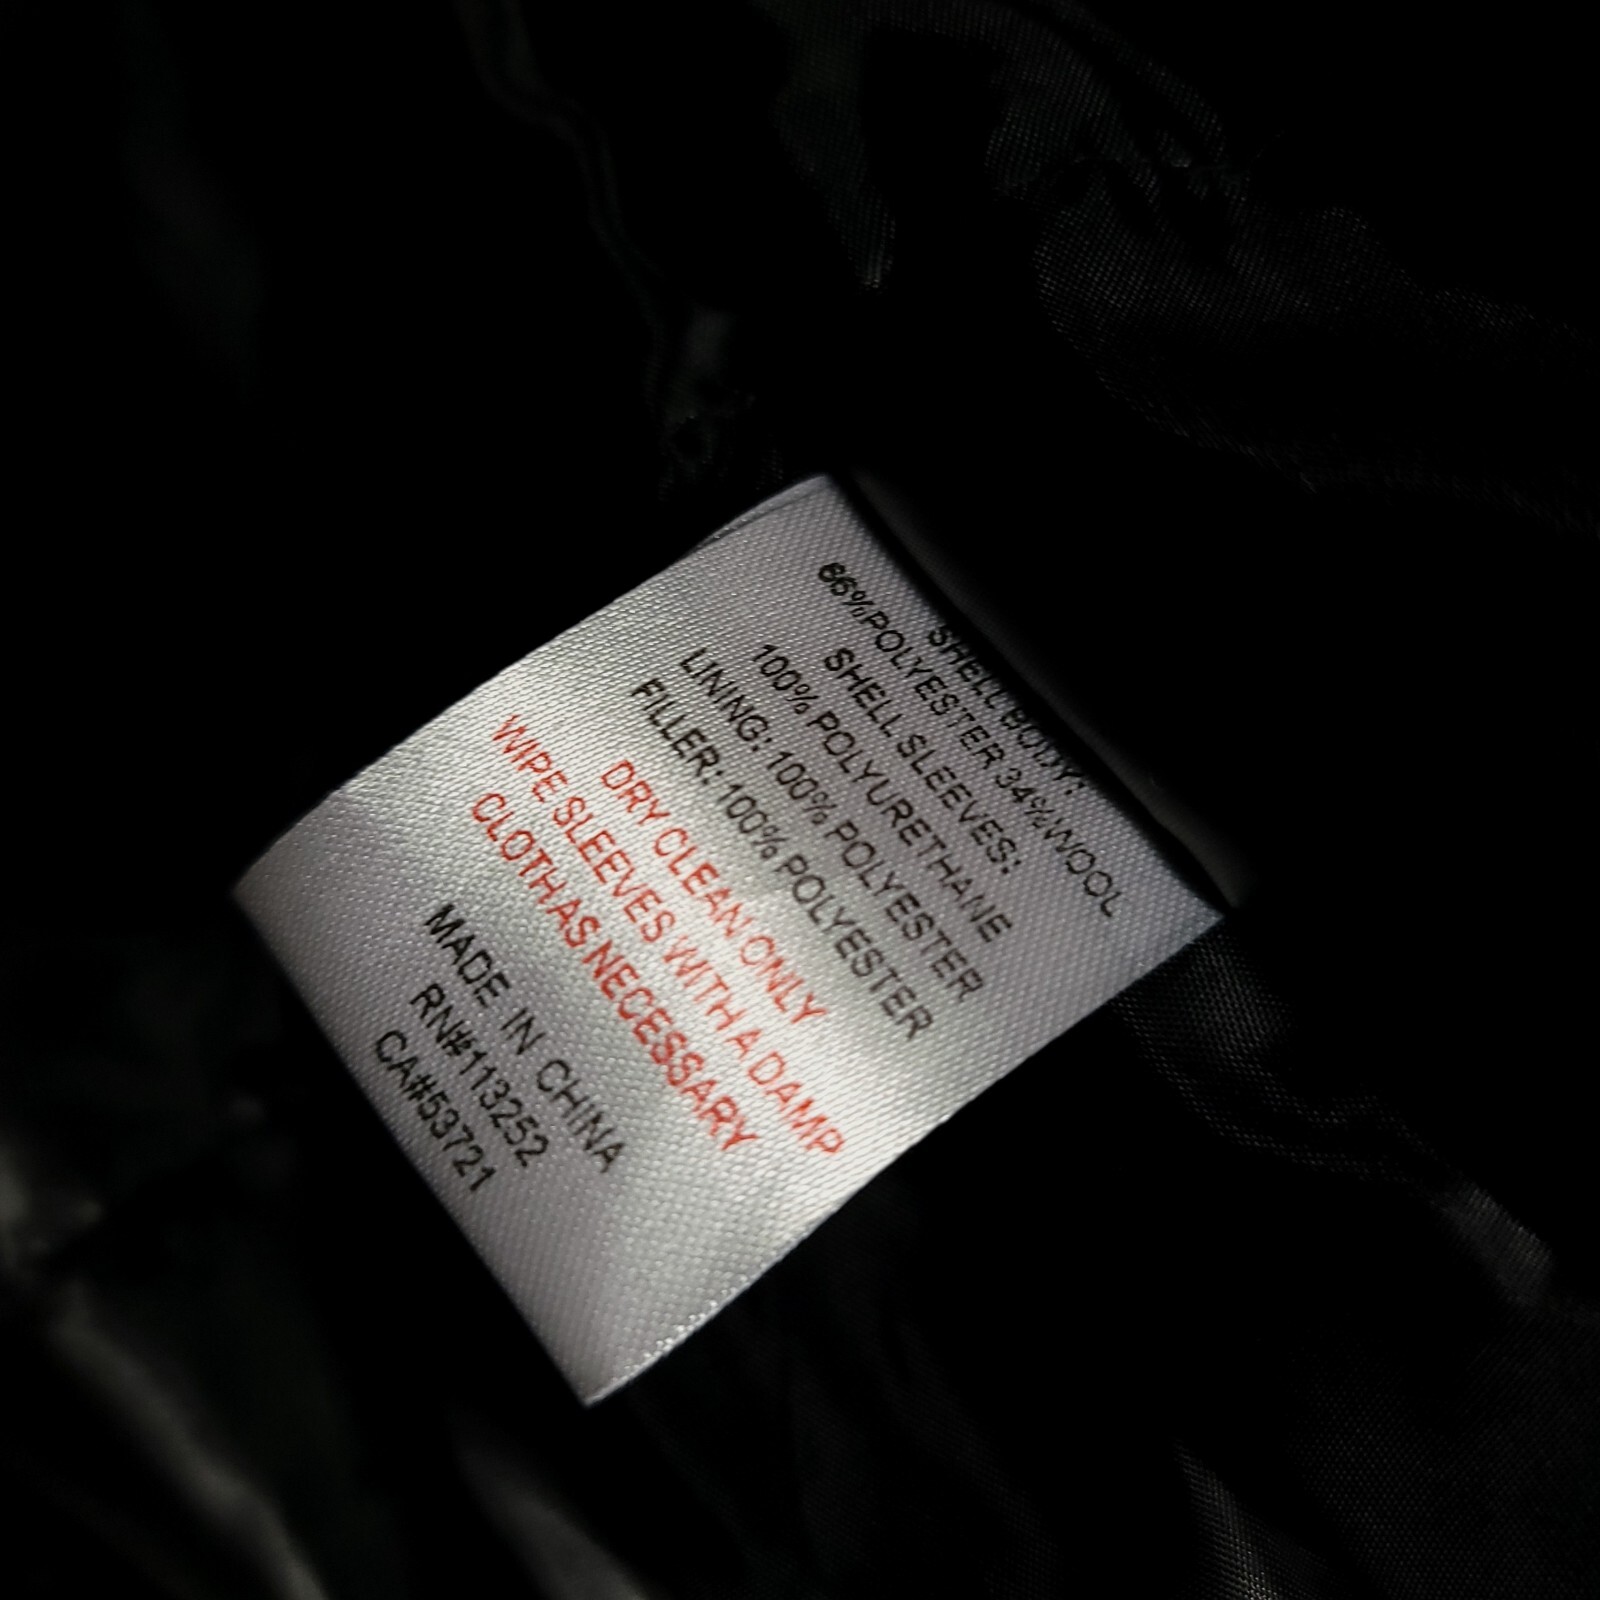 SHELL BODY:
66%POLYESTER 34%WOOL
SHELL SLEEVES:
100% POLYURETHANE
LINING: 100% POLYESTER
FILLER: 100% POLYESTER
DRY CLEAN ONLY
WIPE SLEEVES WITH A DAMP
CLOTH AS NECESSARY
MADE IN CHINA
RN#113252
CA#53721